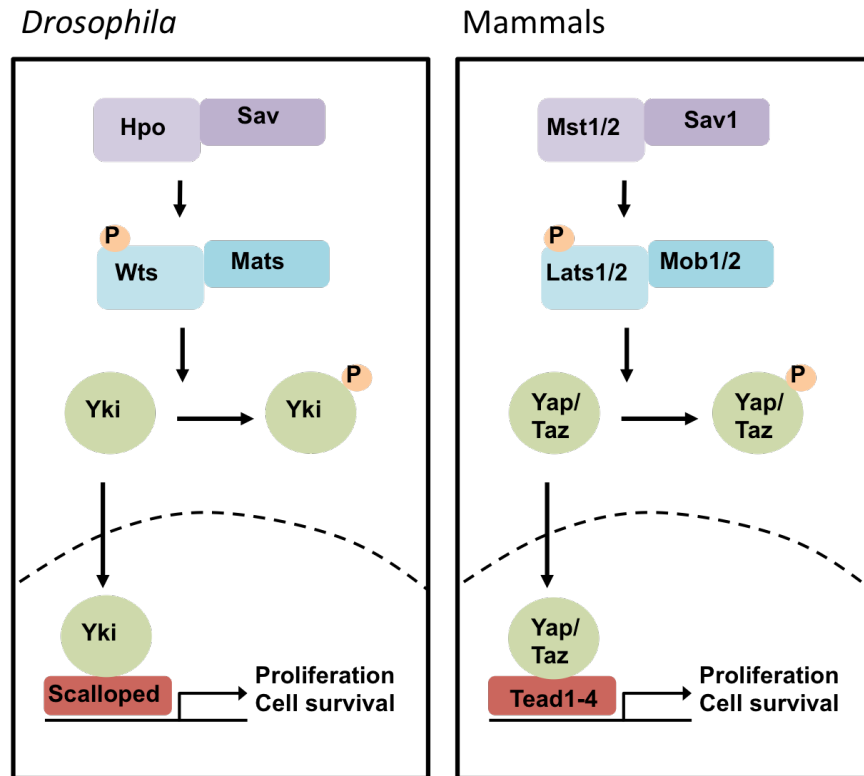 Drosophila
Hpo
Sav
P
Wts
Mats
Yki
P
Yki
Yki
Scalloped
Proliferation
Cell survival
Mammals
Mst1/2
Sav1
P
Lats1/2
Mob1/2
Yap/
Taz
P
Yap/
Taz
Yap/
Taz
Tead1-4
Proliferation
Cell survival